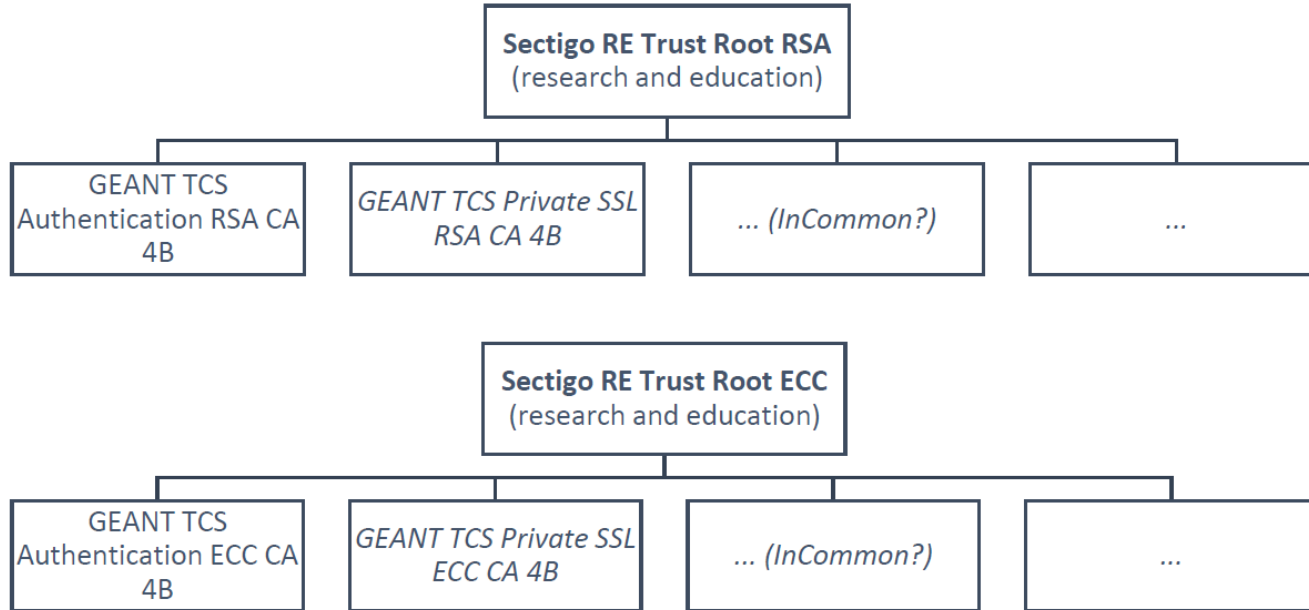 Sectigo RE Trust Root RSA
(research and education)
GEANT TCS
Authentication RSA CA
4B
GEANT TCS Private SSL
RSA CA 4B
... (InCommon?)
...
Sectigo RE Trust Root ECC
(research and education)
GEANT TCS
Authentication ECC CA
4B
GEANT TCS Private SSL
ECC CA 4B
... (InCommon?)
...